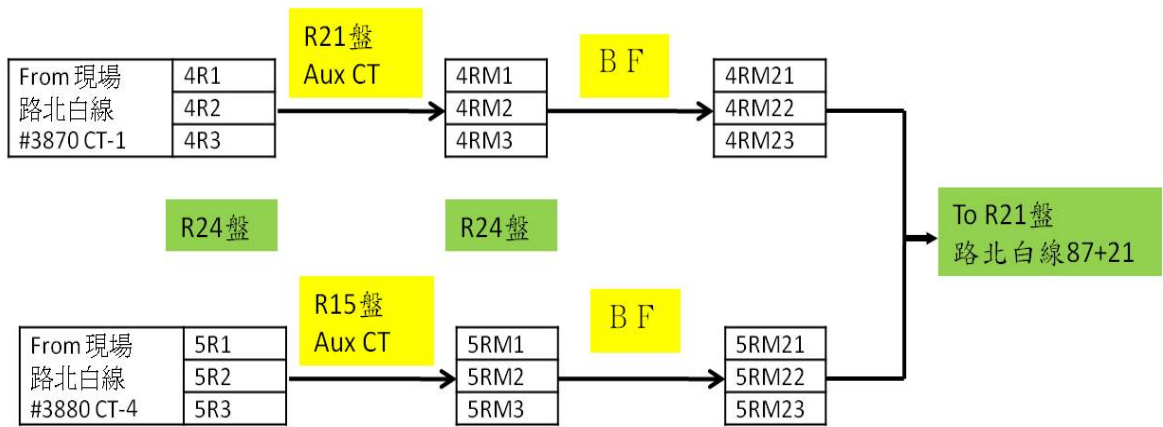 R21盤
Aux CT
B F
From 現場
路北白線
#3870 CT-1
4R1
4R2
4R3
4RM1
4RM2
4RM3
4RM21
4RM22
4RM23
R24盤
R24盤
To R21盤
路北白線87+21
R15盤
Aux CT
B F
From 現場
路北白線
#3880 CT-4
5R1
5R2
5R3
5RM1
5RM2
5RM3
5RM21
5RM22
5RM23